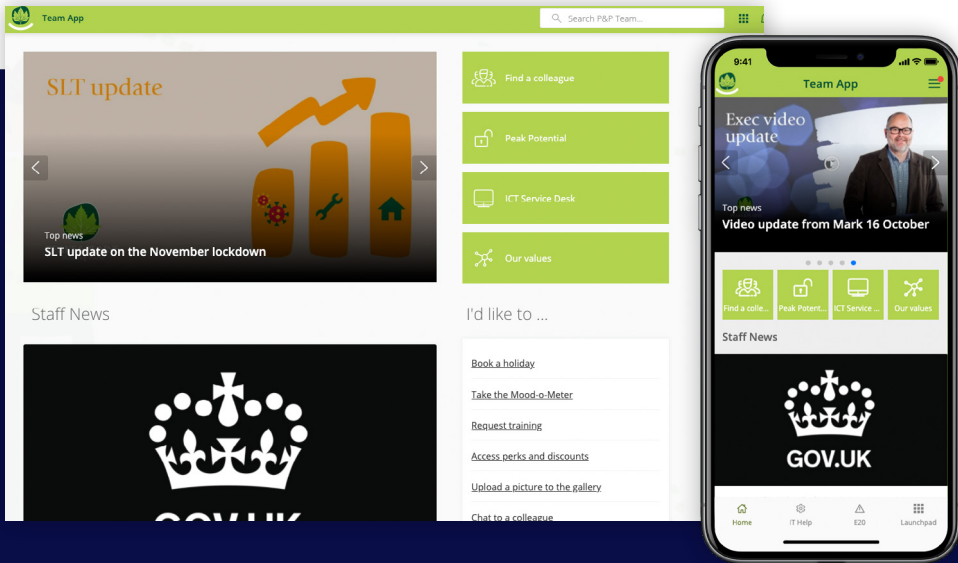 Team App
Search P&P Team...
SLT update
Top news
SLT update on the November lockdown
Find a colleague
Peak Potential
ICT Service Desk
Our values
Staff News
GOV.UK
I'd like to ...
Book a holiday
Take the Mood-o-Meter
Request training
Access perks and discounts
Upload a picture to the gallery
Chat to a colleague
9:41
Team App
Exec video
update
Top news
Video update from Mark 16 October
Find a colle...
Peak Potent...
ICT Service ...
Our values
Staff News
GOV.UK
Home
IT Help
E20
Launchpad